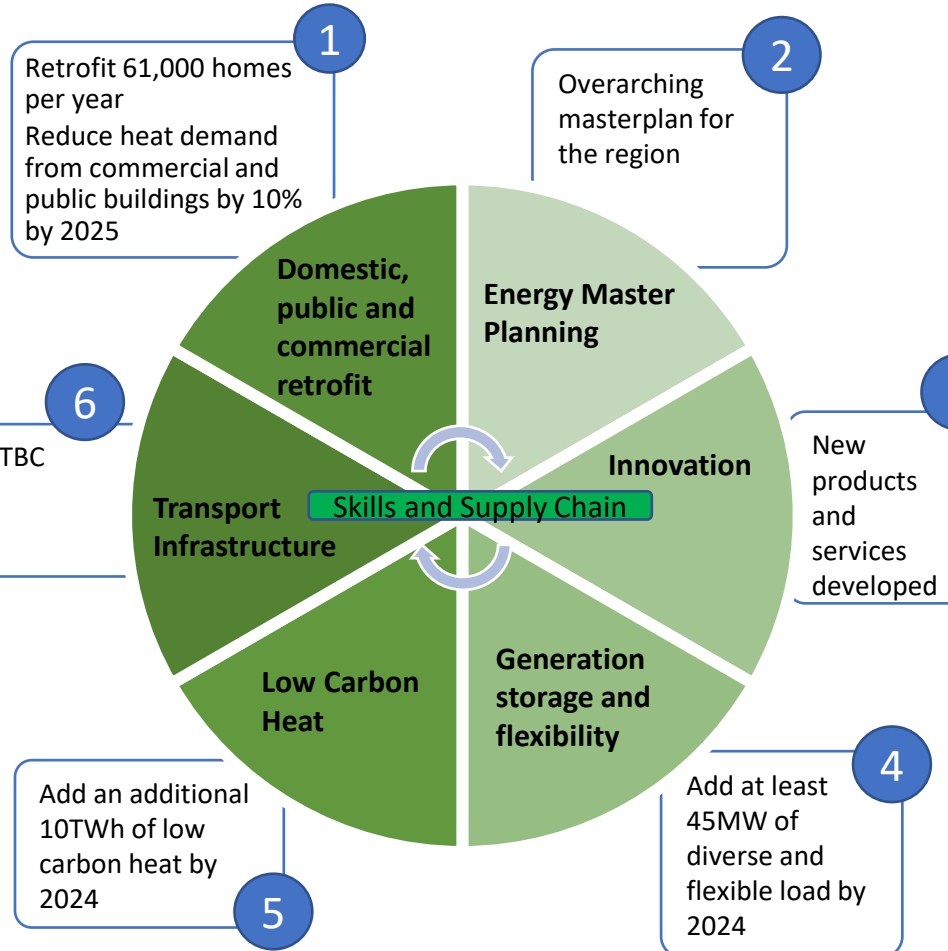 1
Retrofit 61,000 homes
per year
Reduce heat demand
from commercial and
public buildings by 10%
by 2025
2
Overarching
masterplan for
the region
Domestic,
public and
commercial
retrofit
Energy Master
Planning
6
TBC
Innovation
New
products
and
services
developed
Transport
Infrastructure
Skills and Supply Chain
Low Carbon
Heat
Generation
storage and
flexibility
4
Add at least
45MW of
diverse and
flexible load by
2024
Add an additional
10TWh of low
carbon heat by
2024
5